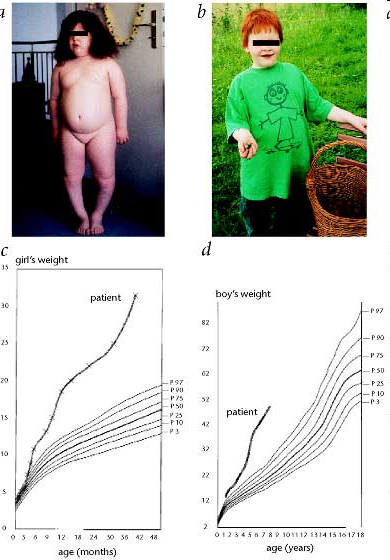 a
b
c
girl's weight
35
30
25
20
15
10
5
0
patient
P 97
P 90
P 75
P 50
P 25
P 10
P 3
0 3 6 12 18 24 30 36 42 48
age (months)
d
boy's weight
82
72
62
52
42
32
22
12
2
patient
P 97
P 90
P 75
P 50
P 25
P 10
P 3
0 1 2 3 4 5 6 7 8 9 10 11 12 13 14 15 16 17 18
age (years)